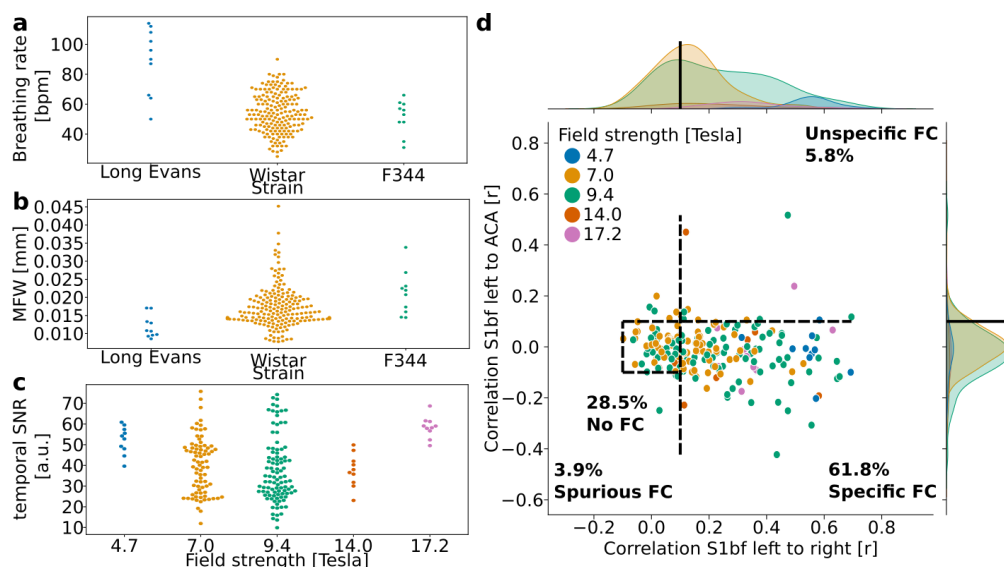 a
Breathing rate
[bpm]
100
80
60
40
Long Evans
Wistar
F344
Strain
b
MFW [mm]
0.045
0.040
0.035
0.030
0.025
0.020
0.015
0.010
Long Evans
Wistar
F344
Strain
c
temporal SNR
[a.u.]
70
60
50
40
30
20
10
4.7
7.0
9.4
14.0
17.2
Field strength [Tesla]
d
Field strength [Tesla]
4.7
7.0
9.4
14.0
17.2
Unspecific FC
5.8%
28.5%
No FC
3.9%
Spurious FC
61.8%
Specific FC
Correlation S1bf left to ACA [r]
0.8
0.6
0.4
0.2
0.0
−0.2
−0.4
−0.6
−0.2
0.0
0.2
0.4
0.6
0.8
Correlation S1bf left to right [r]